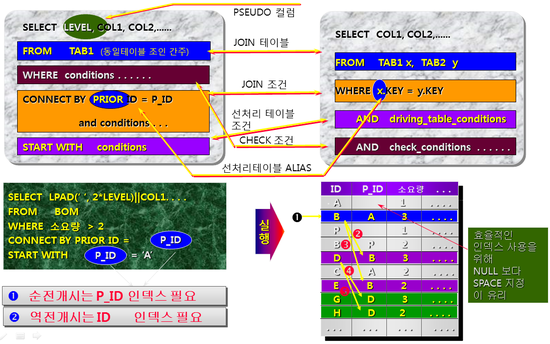 PSEUDO 컬럼
SELECT LEVEL, COL1, COL2,......
FROM TAB1 (동일테이블 조인 간주)
WHERE conditions ......
CONNECT BY PRIOR ID = P_ID
and conditions . . . .
START WITH conditions
JOIN 테이블
JOIN 조건
선처리 테이블
조건
CHECK 조건
선처리테이블 ALIAS
SELECT COL1, COL2,......
FROM TAB1 x, TAB2 y
WHERE x.KEY = y.KEY
AND driving_table_conditions
AND check_conditions ......
SELECT LPAD(' ', 2*LEVEL)||COL1. . . .
FROM BOM
WHERE 소요량 > 2
CONNECT BY PRIOR ID = P_ID
START WITH P_ID = 'A'
❶ 순전개시는 P_ID 인덱스 필요
❷ 역전개시는 ID 인덱스 필요
실행
ID P_ID 소요량 . . . .
A 1 . . .
❶ B A 3 . . .
P 1 . . .
B P 2 . . .
D B 3 . . .
C A 2 . . .
E B 2 . . .
G D 3 . . .
H D 2 . . .
... ... ... ...
❷
❸
❹
효율적인
인덱스 사용을
위해
NULL 보다
SPACE 지정
이 유리